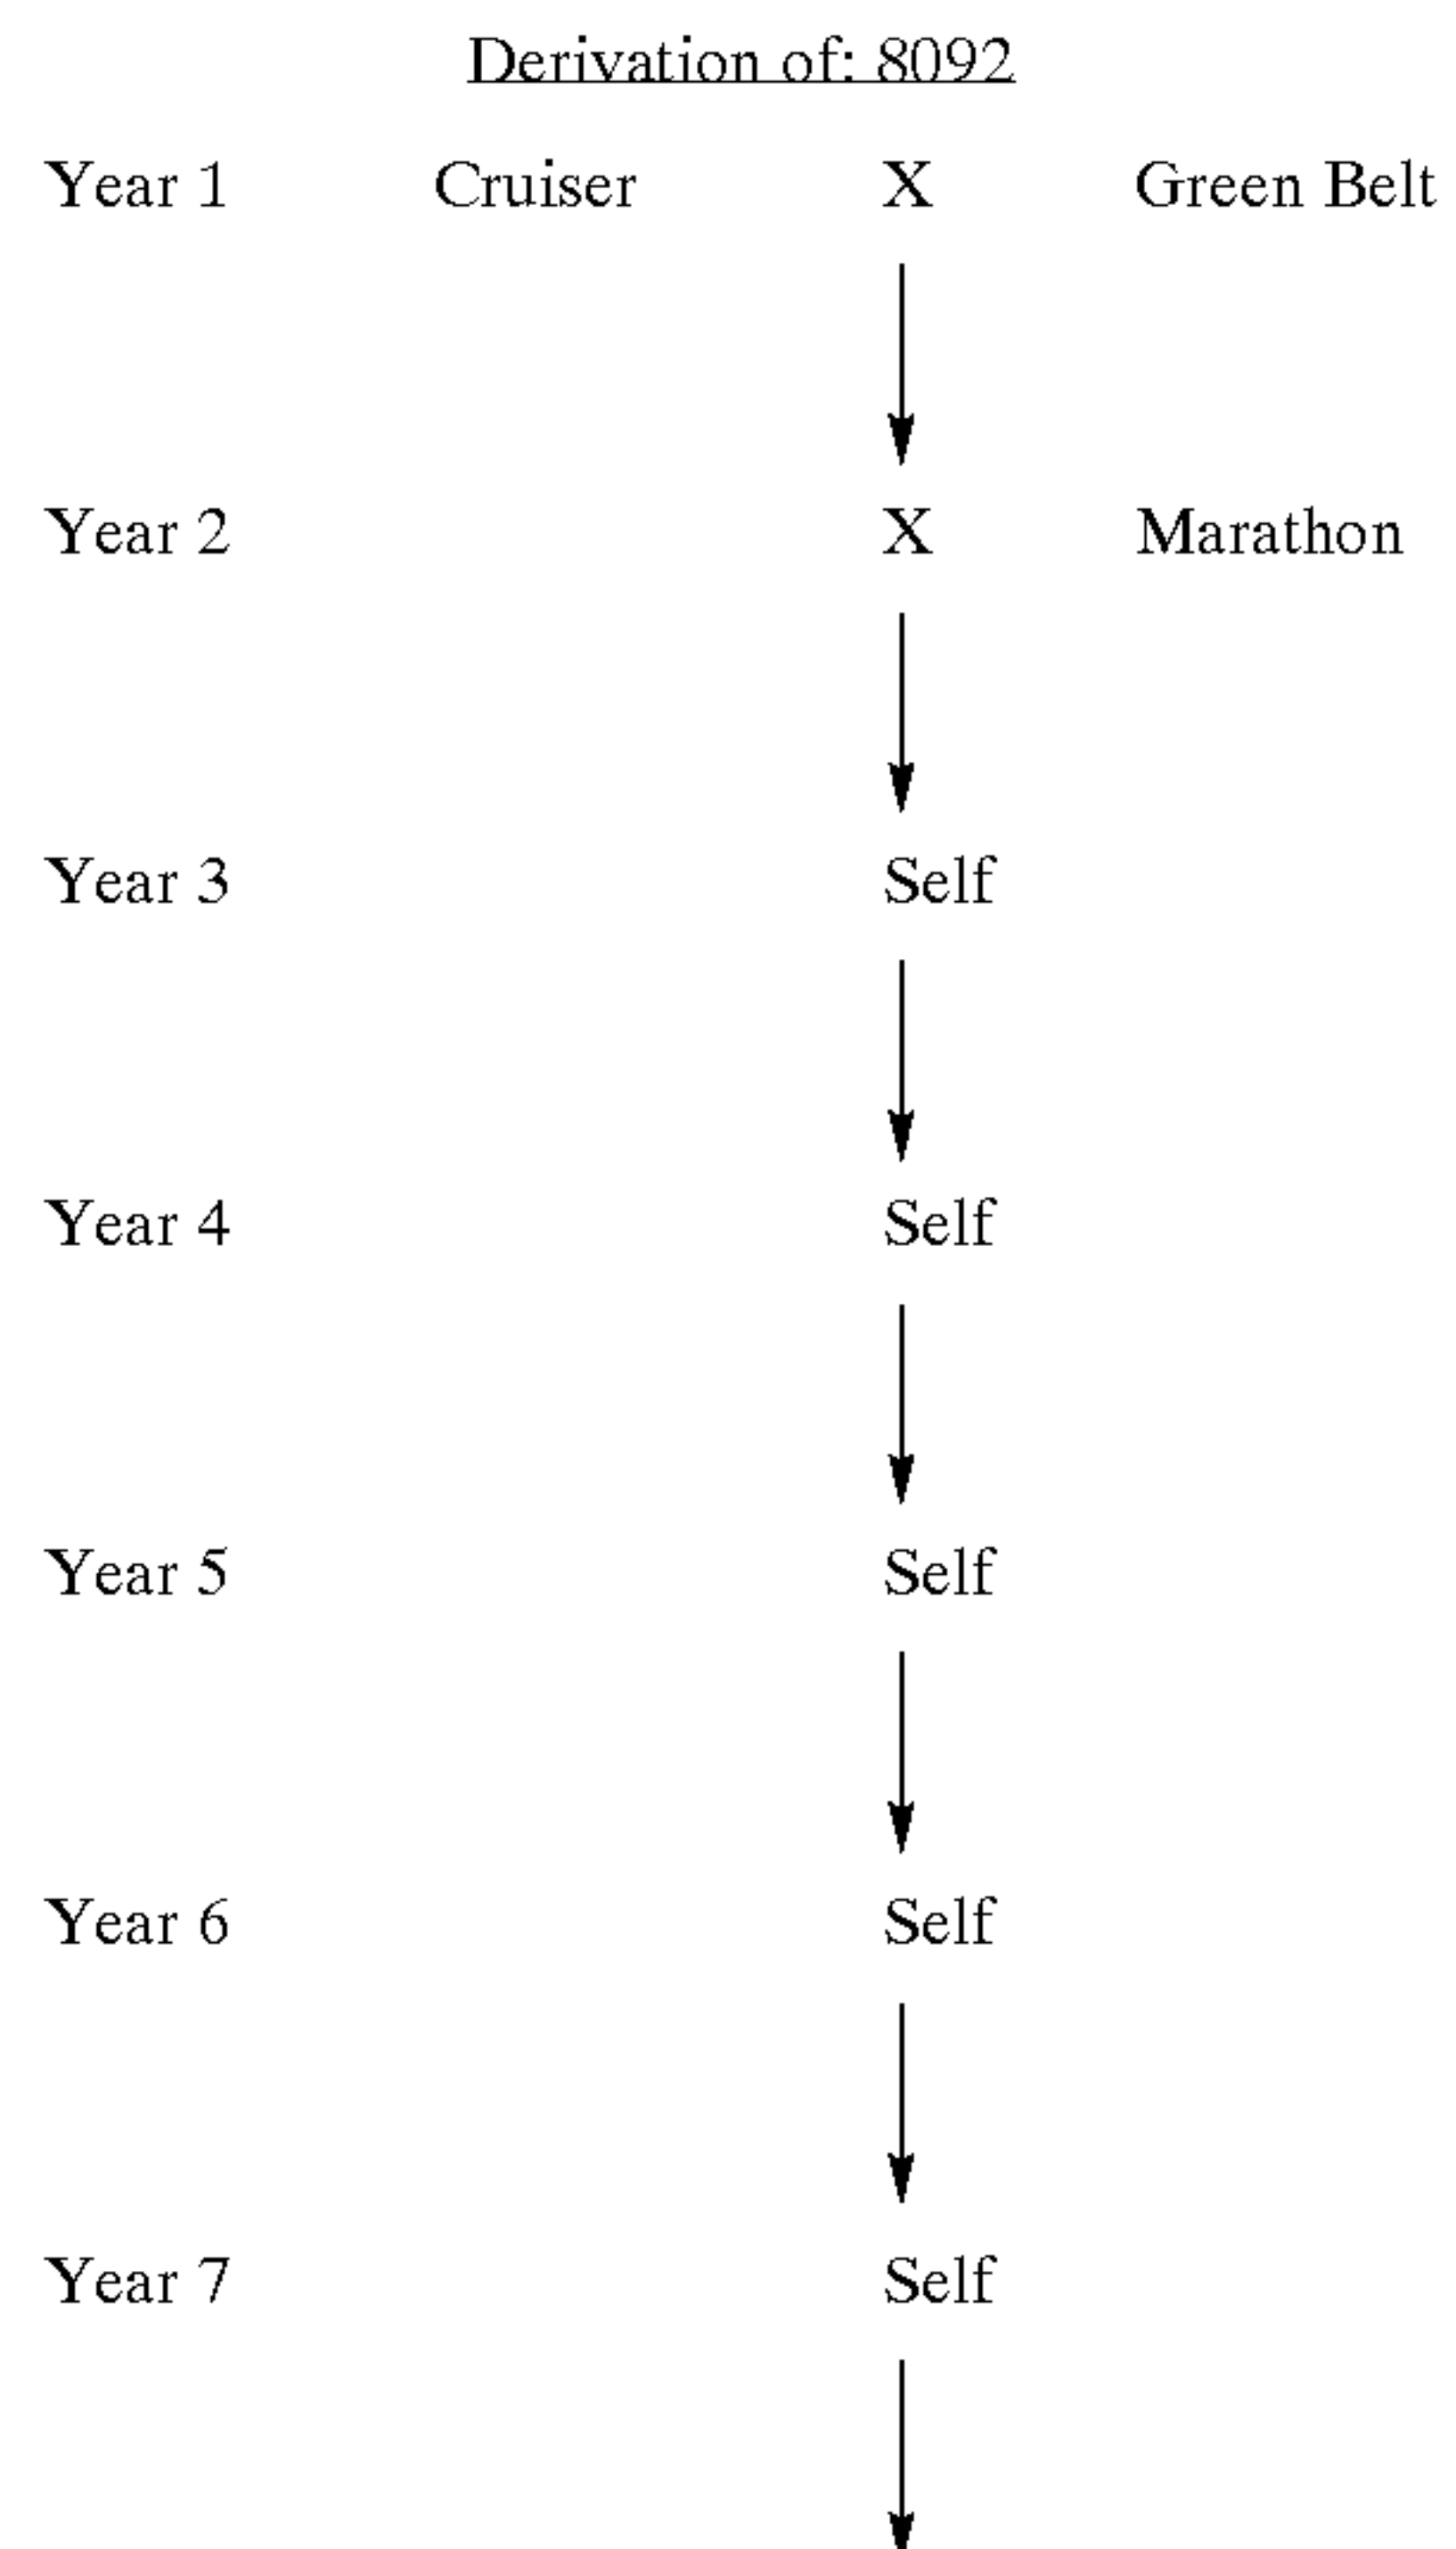 Derivation of: 8092
Year 1 Cruiser X Green Belt
Year 2 X Marathon
Year 3 Self
Year 4 Self
Year 5 Self
Year 6 Self
Year 7 Self